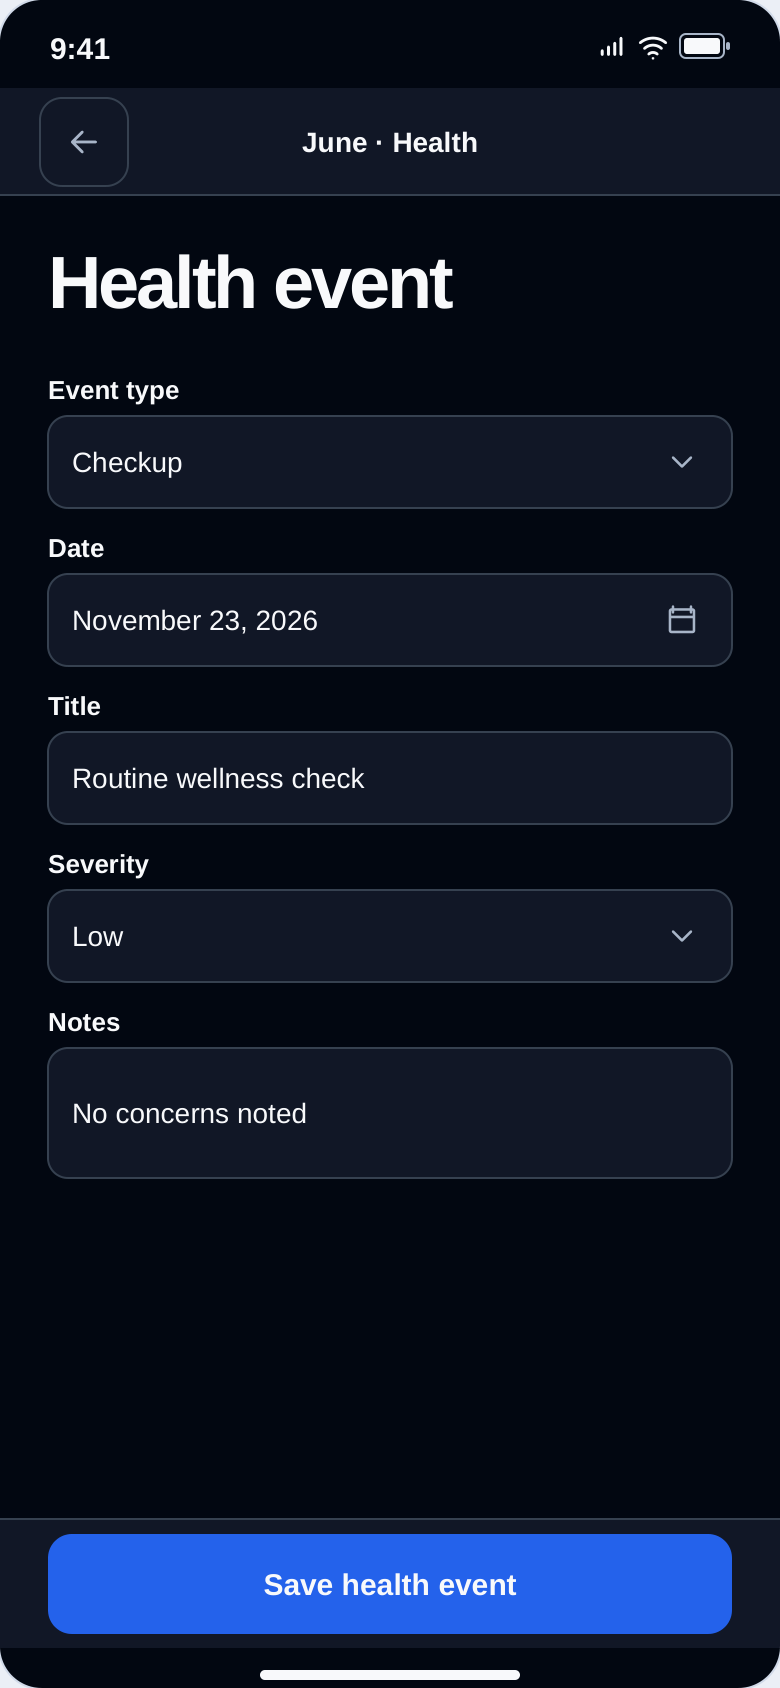 9:41
June · Health
Health event
Event type
Checkup
Date
November 23, 2026
Title
Routine wellness check
Severity
Low
Notes
No concerns noted
Save health event